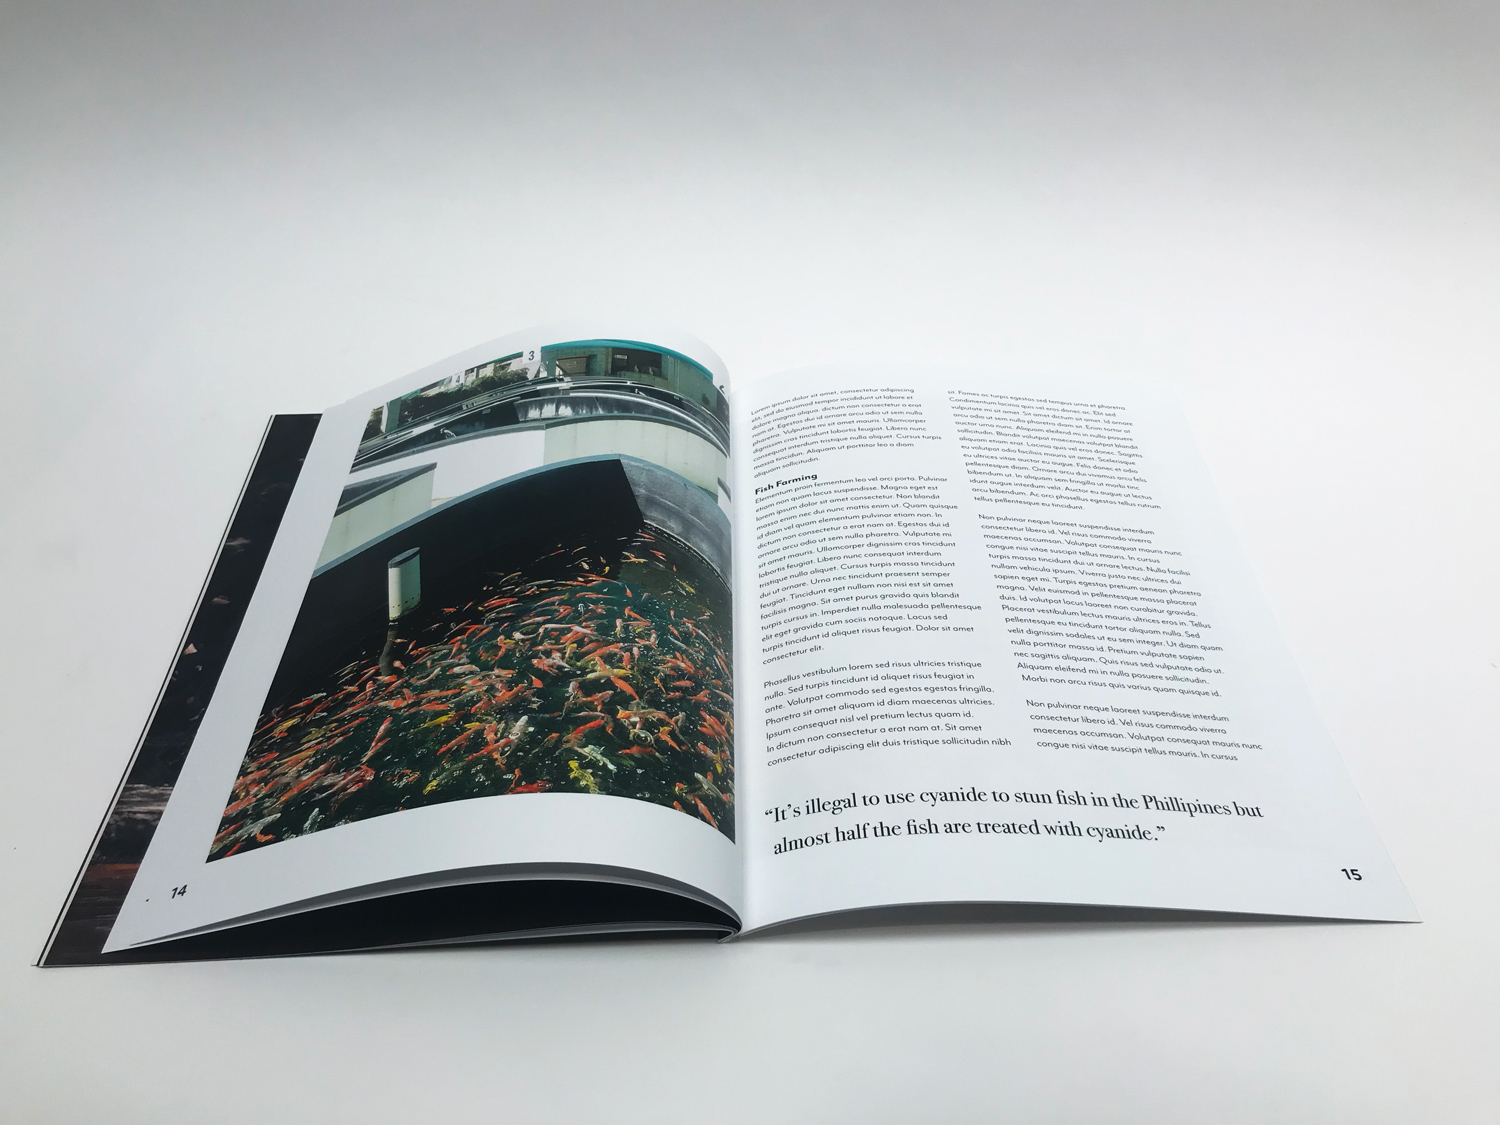 3
14
Lorem ipsum dolor sit amet, consectetur adipiscing
elit, sed do eiusmod tempor incididunt ut labore et
dolore magna aliqua. dictum non consectetur a erat
nam at. Egestas dui id ornare arcu odio ut sem nulla
pharetra. Vulputate mi sit amet mauris. Ullamcorper
dignissim cras tincidunt lobortis feugiat. Libero nunc
consequat interdum tristique nulla aliquet. Cursus turpis
massa tincidun. Aliquam ut porttitor leo a diam
aliquam sollicitudin.
Fish Farming
Elementum proin fermentum leo vel orci porta. Pulvinar
etiam non quam lacus suspendisse. Magna eget est
lorem ipsum dolor sit amet consectetur. Non blandit
massa enim nec dui nunc mattis enim ut. Quam quisque
id diam vel quam elementum pulvinar etiam non. In
dictum non consectetur a erat nam at. Egestas dui id
ornare arcu odio ut sem nulla pharetra. Vulputate mi
sit amet mauris. Ullamcorper dignissim cras tincidunt
lobortis feugiat. Libero nunc consequat interdum
tristique nulla aliquet. Cursus turpis massa tincidunt
dui ut ornare. Urna nec tincidunt praesent semper
feugiat. Tincidunt eget nullam non nisi est sit amet
facilisis magna. Sit amet purus gravida quis blandit
turpis cursus in. Imperdiet nulla malesuada pellentesque
elit eget gravida cum sociis natoque. Lacus sed
turpis tincidunt id aliquet risus feugiat. Dolor sit amet
consectetur elit.
Phasellus vestibulum lorem sed risus ultricies tristique
nulla. Sed turpis tincidunt id aliquet risus feugiat in
ante. Volutpat commodo sed egestas egestas fringilla.
Pharetra sit amet aliquam id diam maecenas ultricies.
Ipsum consequat nisl vel pretium lectus quam id.
In dictum non consectetur a erat nam at. Sit amet
consectetur adipiscing elit duis tristique sollicitudin nibh
sit. Fames ac turpis egestas sed tempus urna et pharetra
Condimentum lacinia quis vel eros donec ac. Elit sed
vulputate mi sit amet. Sit amet dictum sit amet. Id ornare
arcu odio ut sem nulla pharetra diam at. Enim tortor at
auctor urna nunc. Aliquam eleifend mi in nulla posuere
sollicitudin. Blandit volutpat maecenas volutpat blandit
aliquam etiam erat. Lacinia quis vel eros donec. Sagittis
eu volutpat odio facilisis mauris sit amet. Scelerisque
eu ultrices vitae auctor eu augue. Felis donec et odio
pellentesque diam. Ornare arcu dui vivamus arcu felis
bibendum ut. In aliquam sem fringilla ut morbi tinc
idunt augue interdum velit. Auctor eu augue ut lectus
arcu bibendum. Ac orci phasellus egestas tellus rutrum
tellus pellentesque eu tincidunt.
Non pulvinar neque laoreet suspendisse interdum
consectetur libero id. Vel risus commodo viverra
maecenas accumsan. Volutpat consequat mauris nunc
congue nisi vitae suscipit tellus mauris. In cursus
turpis massa tincidunt dui ut ornare lectus. Nulla facilisi
nullam vehicula ipsum. Viverra justo nec ultrices dui
sapien eget mi. Turpis egestas pretium aenean pharetra
magna. Velit euismod in pellentesque massa placerat
duis. Id volutpat lacus laoreet non curabitur gravida.
Placerat vestibulum lectus mauris ultrices eros in. Tellus
pellentesque eu tincidunt tortor aliquam nulla. Sed
velit dignissim sodales ut eu sem integer. Ut diam quam
nulla porttitor massa id. Pretium vulputate sapien
nec sagittis aliquam. Quis risus sed vulputate odio ut.
Aliquam eleifend mi in nulla posuere sollicitudin.
Morbi non arcu risus quis varius quam quisque id.
Non pulvinar neque laoreet suspendisse interdum
consectetur libero id. Vel risus commodo viverra
maecenas accumsan. Volutpat consequat mauris nunc
congue nisi vitae suscipit tellus mauris. In cursus
“It’s illegal to use cyanide to stun fish in the Phillipines but
almost half the fish are treated with cyanide.”
15